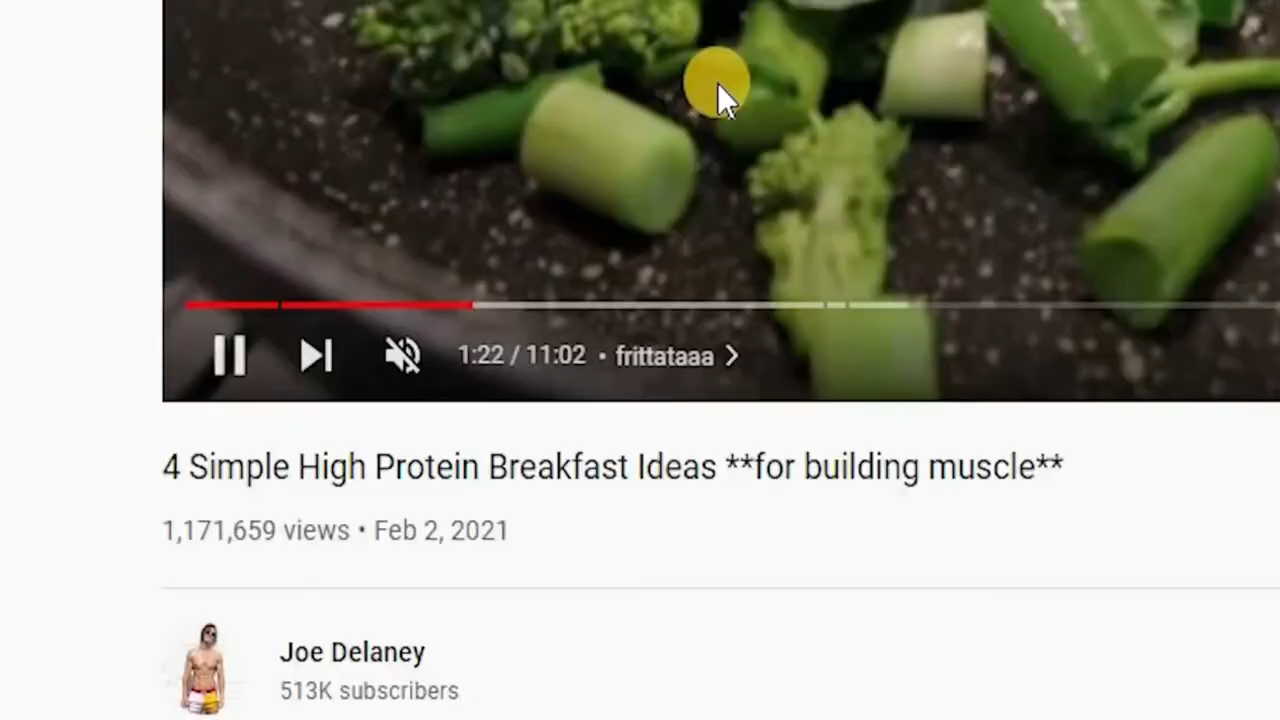 1:22 / 11:02 • frittataaa >
4 Simple High Protein Breakfast Ideas **for building muscle**
1,171,659 views • Feb 2, 2021
Joe Delaney
513K subscribers